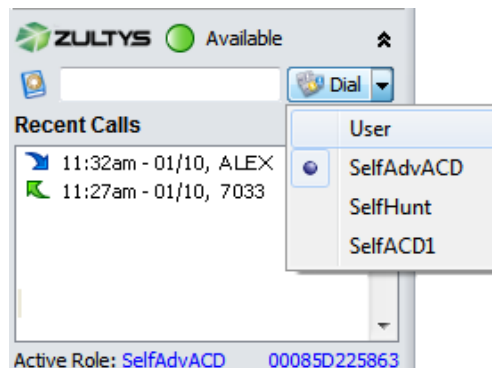 ZULTYS Available
Dial
Recent Calls
User
11:32am - 01/10, ALEX
SelfAdvACD
11:27am - 01/10, 7033
SelfHunt
SelfACD1
Active Role: SelfAdvACD 00085D225863